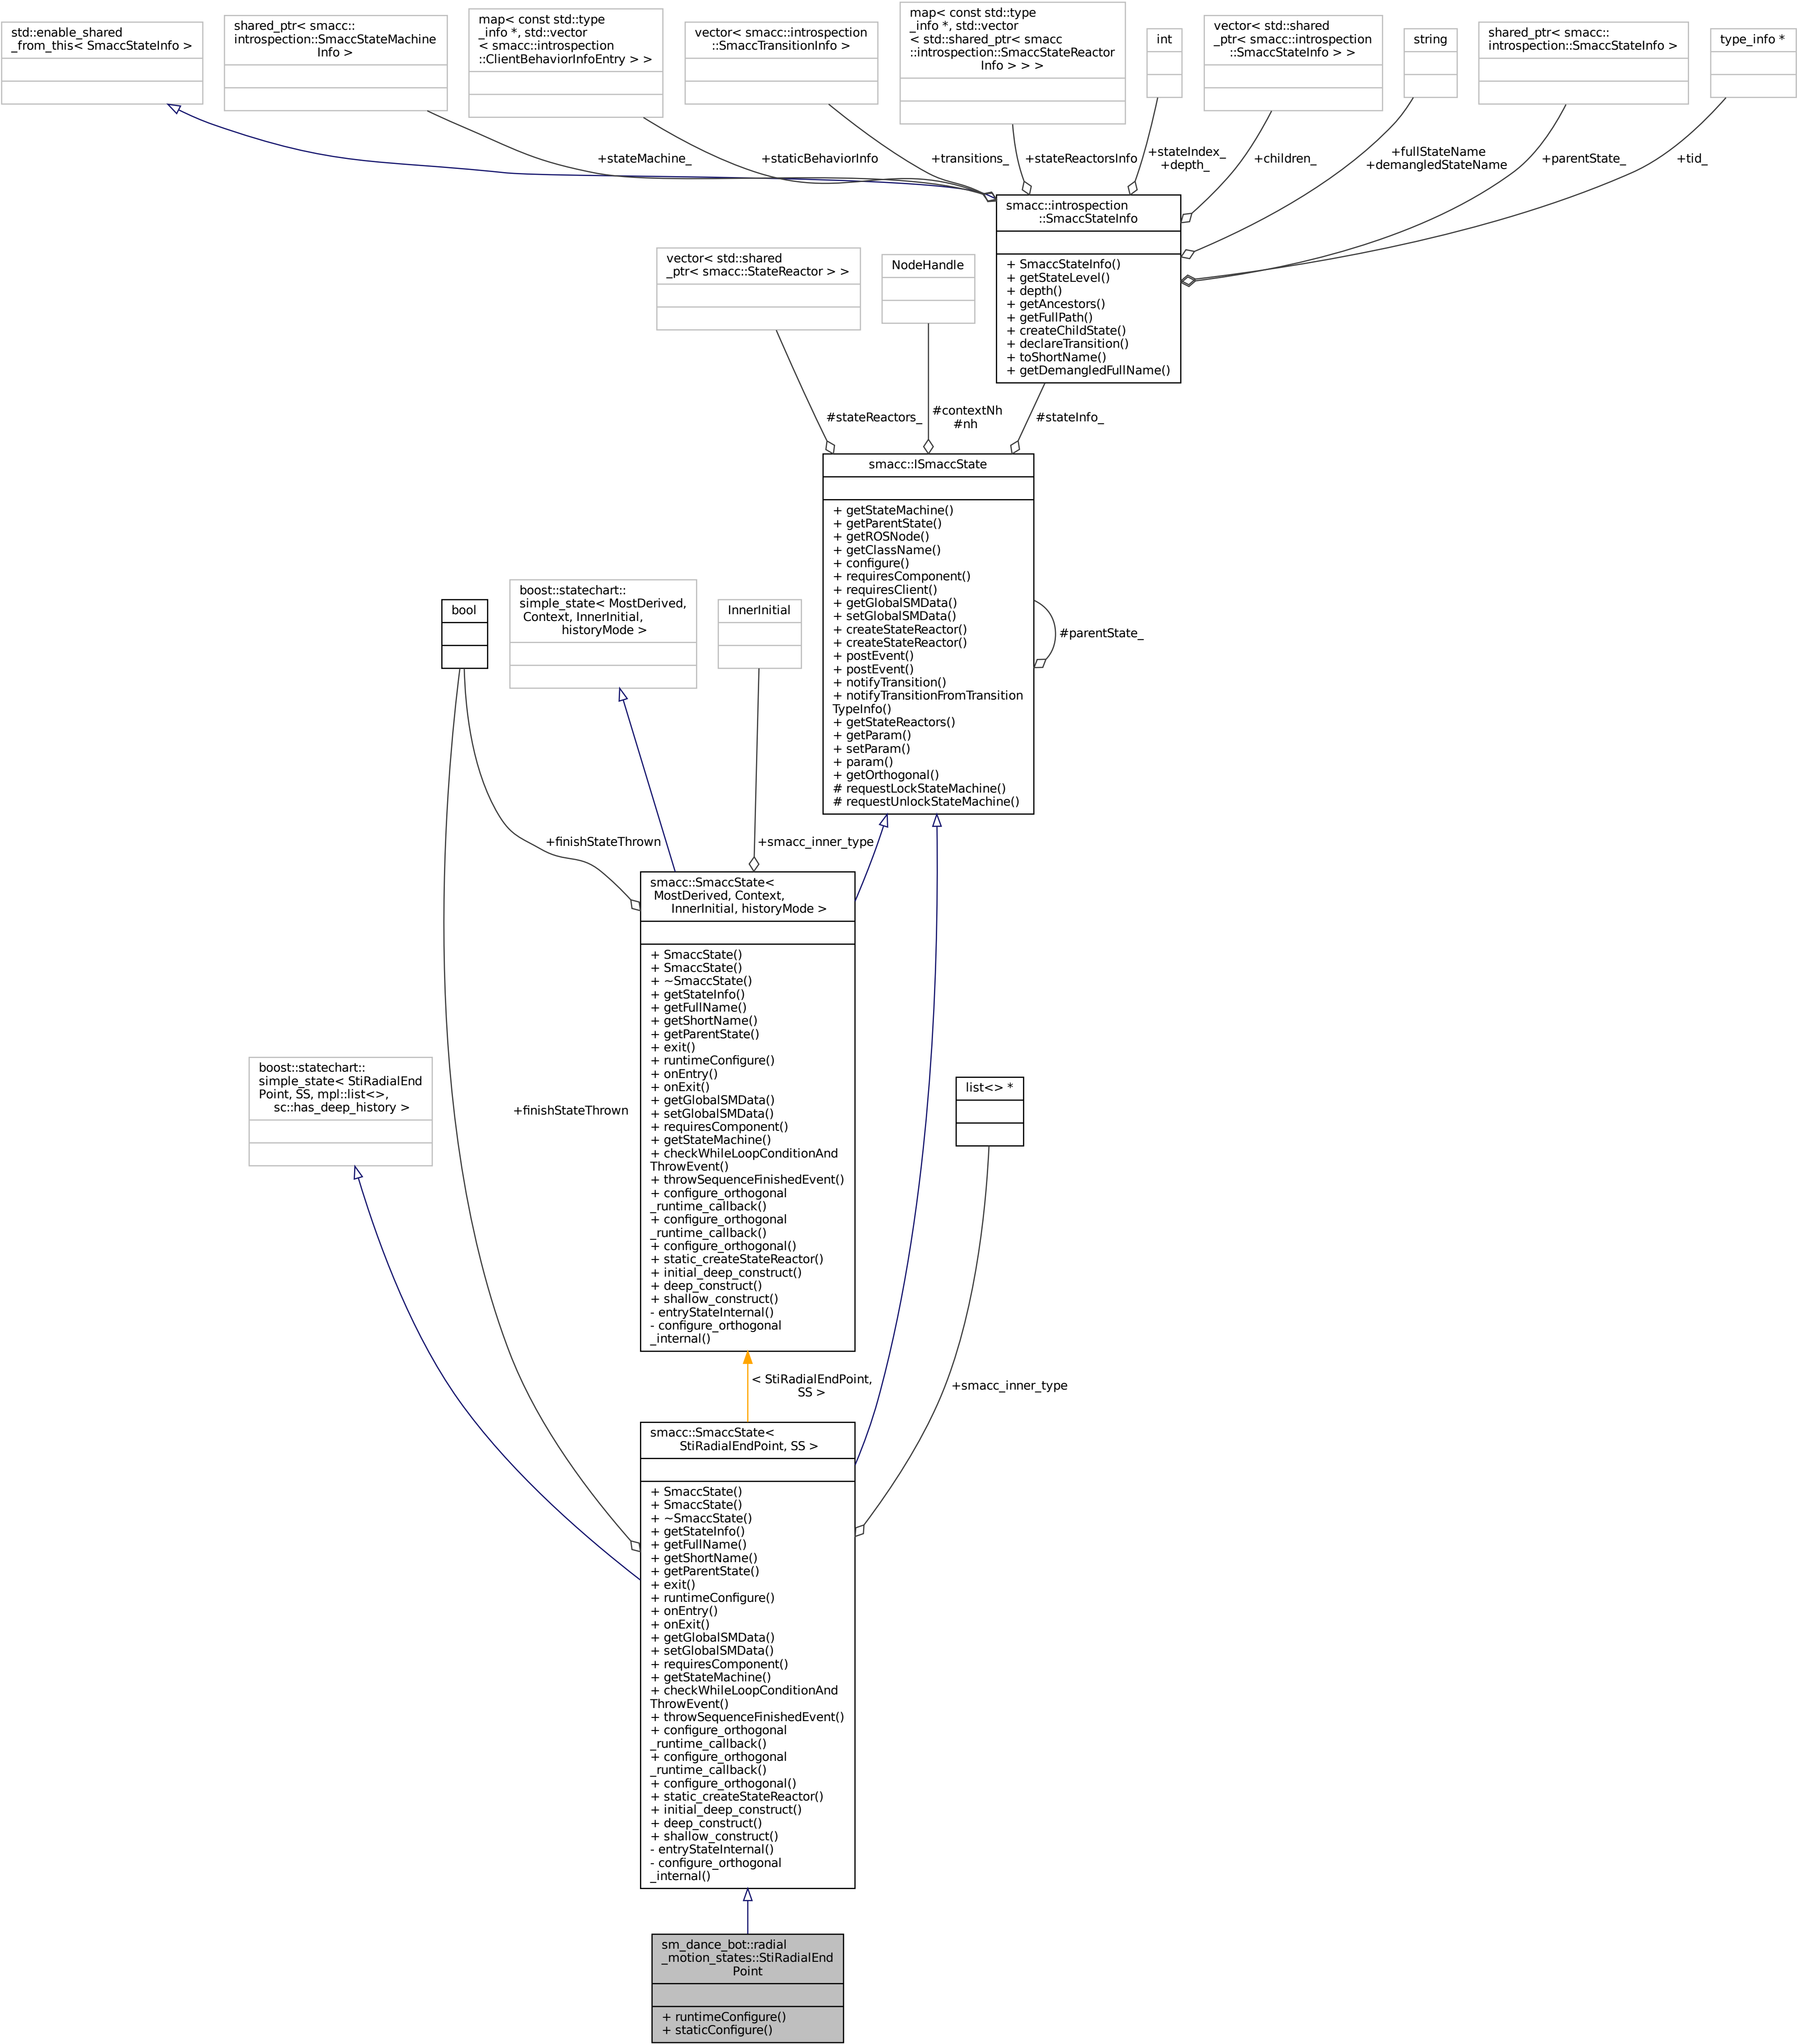 std::enable_shared
_from_this< SmaccStateInfo >
shared_ptr< smacc::
introspection::SmaccStateMachine
Info >
map< const std::type
_info *, std::vector
< smacc::introspection
::ClientBehaviorInfoEntry > >
vector< smacc::introspection
::SmaccTransitionInfo >
map< const std::type
_info *, std::vector
< std::shared_ptr< smacc
::introspection::SmaccStateReactor
Info > > >
int
vector< std::shared
_ptr< smacc::introspection
::SmaccStateInfo > >
string
shared_ptr< smacc::
introspection::SmaccStateInfo >
type_info *
+stateMachine_
+staticBehaviorInfo
+transitions_
+stateReactorsInfo
+stateIndex_
+depth_
+children_
+fullStateName
+demangledStateName
+parentState_
+tid_
smacc::introspection
::SmaccStateInfo
+ SmaccStateInfo()
+ getStateLevel()
+ depth()
+ getAncestors()
+ getFullPath()
+ createChildState()
+ declareTransition()
+ toShortName()
+ getDemangledFullName()
vector< std::shared
_ptr< smacc::StateReactor > >
NodeHandle
#stateReactors_
#contextNh
#nh
#stateInfo_
smacc::ISmaccState
+ getStateMachine()
+ getParentState()
+ getROSNode()
+ getClassName()
+ configure()
+ requiresComponent()
+ requiresClient()
+ getGlobalSMData()
+ setGlobalSMData()
+ createStateReactor()
+ createStateReactor()
+ postEvent()
+ postEvent()
+ notifyTransition()
+ notifyTransitionFromTransition
TypeInfo()
+ getStateReactors()
+ getParam()
+ setParam()
+ param()
+ getOrthogonal()
# requestLockStateMachine()
# requestUnlockStateMachine()
#parentState_
bool
boost::statechart::
simple_state< MostDerived,
Context, InnerInitial,
historyMode >
InnerInitial
+finishStateThrown
+smacc_inner_type
smacc::SmaccState<
MostDerived, Context,
InnerInitial, historyMode >
+ SmaccState()
+ SmaccState()
+ ~SmaccState()
+ getStateInfo()
+ getFullName()
+ getShortName()
+ getParentState()
+ exit()
+ runtimeConfigure()
+ onEntry()
+ onExit()
+ getGlobalSMData()
+ setGlobalSMData()
+ requiresComponent()
+ getStateMachine()
+ checkWhileLoopConditionAnd
ThrowEvent()
+ throwSequenceFinishedEvent()
+ configure_orthogonal
_runtime_callback()
+ configure_orthogonal
_runtime_callback()
+ configure_orthogonal()
+ static_createStateReactor()
+ initial_deep_construct()
+ deep_construct()
+ shallow_construct()
- entryStateInternal()
- configure_orthogonal
_internal()
boost::statechart::
simple_state< StiRadialEnd
Point, SS, mpl::list<>,
sc::has_deep_history >
+finishStateThrown
list<> *
< StiRadialEndPoint,
SS >
+smacc_inner_type
smacc::SmaccState<
StiRadialEndPoint, SS >
+ SmaccState()
+ SmaccState()
+ ~SmaccState()
+ getStateInfo()
+ getFullName()
+ getShortName()
+ getParentState()
+ exit()
+ runtimeConfigure()
+ onEntry()
+ onExit()
+ getGlobalSMData()
+ setGlobalSMData()
+ requiresComponent()
+ getStateMachine()
+ checkWhileLoopConditionAnd
ThrowEvent()
+ throwSequenceFinishedEvent()
+ configure_orthogonal
_runtime_callback()
+ configure_orthogonal
_runtime_callback()
+ configure_orthogonal()
+ static_createStateReactor()
+ initial_deep_construct()
+ deep_construct()
+ shallow_construct()
- entryStateInternal()
- configure_orthogonal
_internal()
sm_dance_bot::radial
_motion_states::StiRadialEnd
Point
+ runtimeConfigure()
+ staticConfigure()